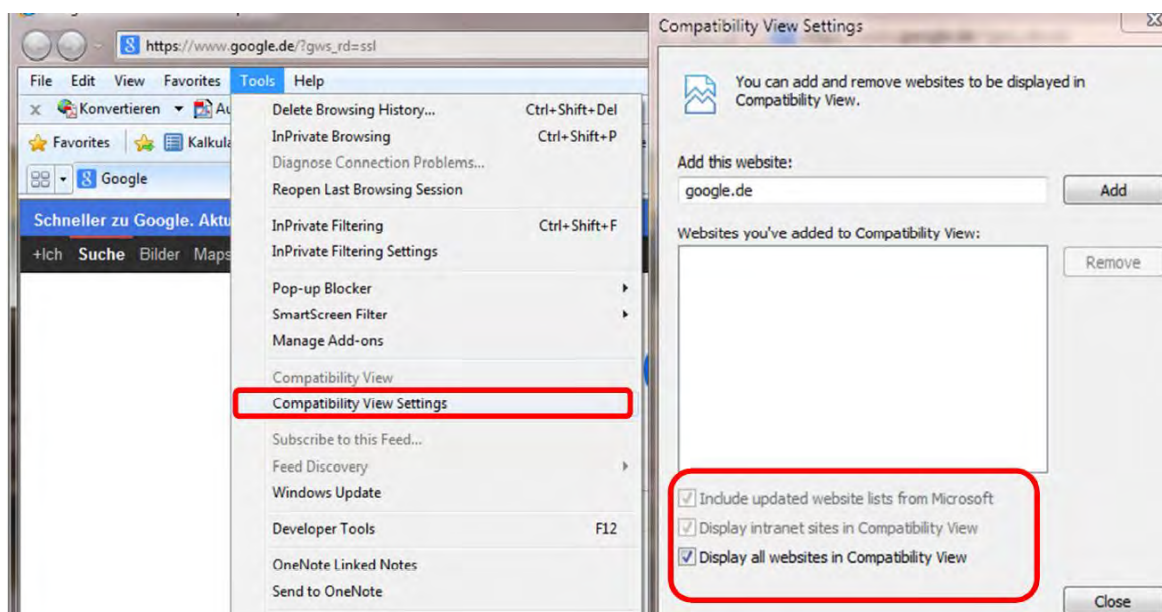 https://www.google.de/?gws_rd=ssl
File Edit View Favorites Tools Help
x Konvertieren
Favorites
Google
Schneller zu Google.
+Ich Suche Bilder Maps
Delete Browsing History... Ctrl+Shift+Del
InPrivate Browsing Ctrl+Shift+P
Diagnose Connection Problems...
Reopen Last Browsing Session
InPrivate Filtering Ctrl+Shift+F
InPrivate Filtering Settings
Pop-up Blocker
SmartScreen Filter
Manage Add-ons
Compatibility View
Compatibility View Settings
Subscribe to this Feed...
Feed Discovery
Windows Update
Developer Tools F12
OneNote Linked Notes
Send to OneNote
Compatibility View Settings
You can add and remove websites to be displayed in
Compatibility View.
Add this website:
google.de Add
Websites you've added to Compatibility View:
Remove
Include updated website lists from Microsoft
Display intranet sites in Compatibility View
Display all websites in Compatibility View
Close